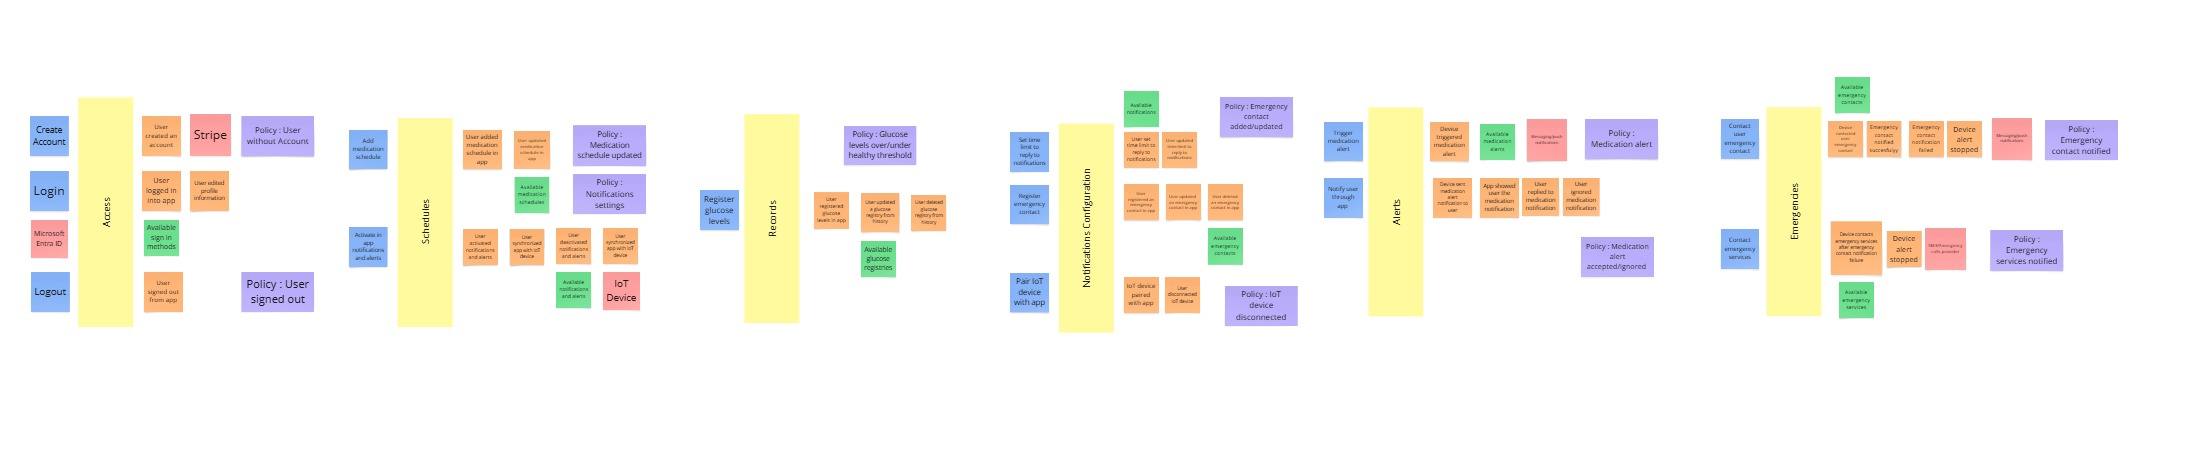 Create
Account
Access
User
created an
account
Stripe
Policy : User
without Account
Login
User
logged in
into app
User edited
profile
information
Microsoft
Entra ID
Available
sign in
methods
Logout
User
signed out
from app
Policy : User
signed out
Add
medication
schedule
Schedules
User added
medication
schedule in
app
User updated
medication
schedule in
app
Policy :
Medication
schedule updated
Available
medication
schedules
Policy :
Notifications
settings
Activate in
app
notifications
and alerts
User
activated
notifications
and alerts
User
synchronized
app with IoT
device
User
deactivated
notifications
and alerts
User
synchronized
app with IoT
device
Available
notifications
and alerts
IoT
Device
Register
glucose
levels
Records
Policy : Glucose
levels over/under
healthy threshold
User
registered
glucose
levels in app
User updated
a glucose
registry from
history
User deleted
glucose
registry from
history
Available
glucose
registries
Set time
limit to
reply to
notifications
Notifications Configuration
Available
notifications
User set
time limit to
reply to
notifications
User updated
time limit to
reply to
notifications
Policy : Emergency
contact
added/updated
Register
emergency
contact
User
registered an
emergency
contact in app
User updated
an emergency
contact in app
User deleted
an emergency
contact in app
Available
emergency
contacts
Pair IoT
device
with app
IoT device
paired
with app
User
disconnected
IoT device
Policy : IoT
device
disconnected
Trigger
medication
alert
Alerts
Device
triggered
medication
alert
Available
medication
alerts
Messaging/push
notifications
Policy :
Medication alert
Notify user
through
app
Device sent
medication
alert
notification to
user
App showed
user the
medication
notification
User
replied to
medication
notification
User
ignored
medication
notification
Policy : Medication
alert
accepted/ignored
Contact
user
emergency
contact
Emergencies
Available
emergency
contacts
Device
contacted
user
emergency
contact
Emergency
contact
notified
succesfulyy
Emergency
contact
notification
failed
Device
alert
stopped
Messaging/push
notifications
Policy :
Emergency
contact notified
Contact
emergency
services
Device contacts
emergency services
after emergency
contact notification
failure
Device
alert
stopped
calls provider
Policy :
Emergency
services notified
Available
emergency
services